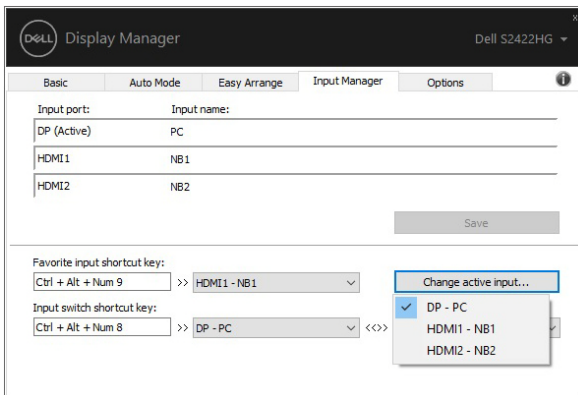 DELL Display Manager
Dell S2422HG
Basic Auto Mode Easy Arrange Input Manager Options
Input port: Input name:
DP (Active) PC
HDMI1 NB1
HDMI2 NB2
Save
Favorite input shortcut key:
Ctrl + Alt + Num 9 >> HDMI1 - NB1 Change active input...
Input switch shortcut key:
Ctrl + Alt + Num 8 >> DP - PC <<>>
DP - PC
HDMI1 - NB1
HDMI2 - NB2